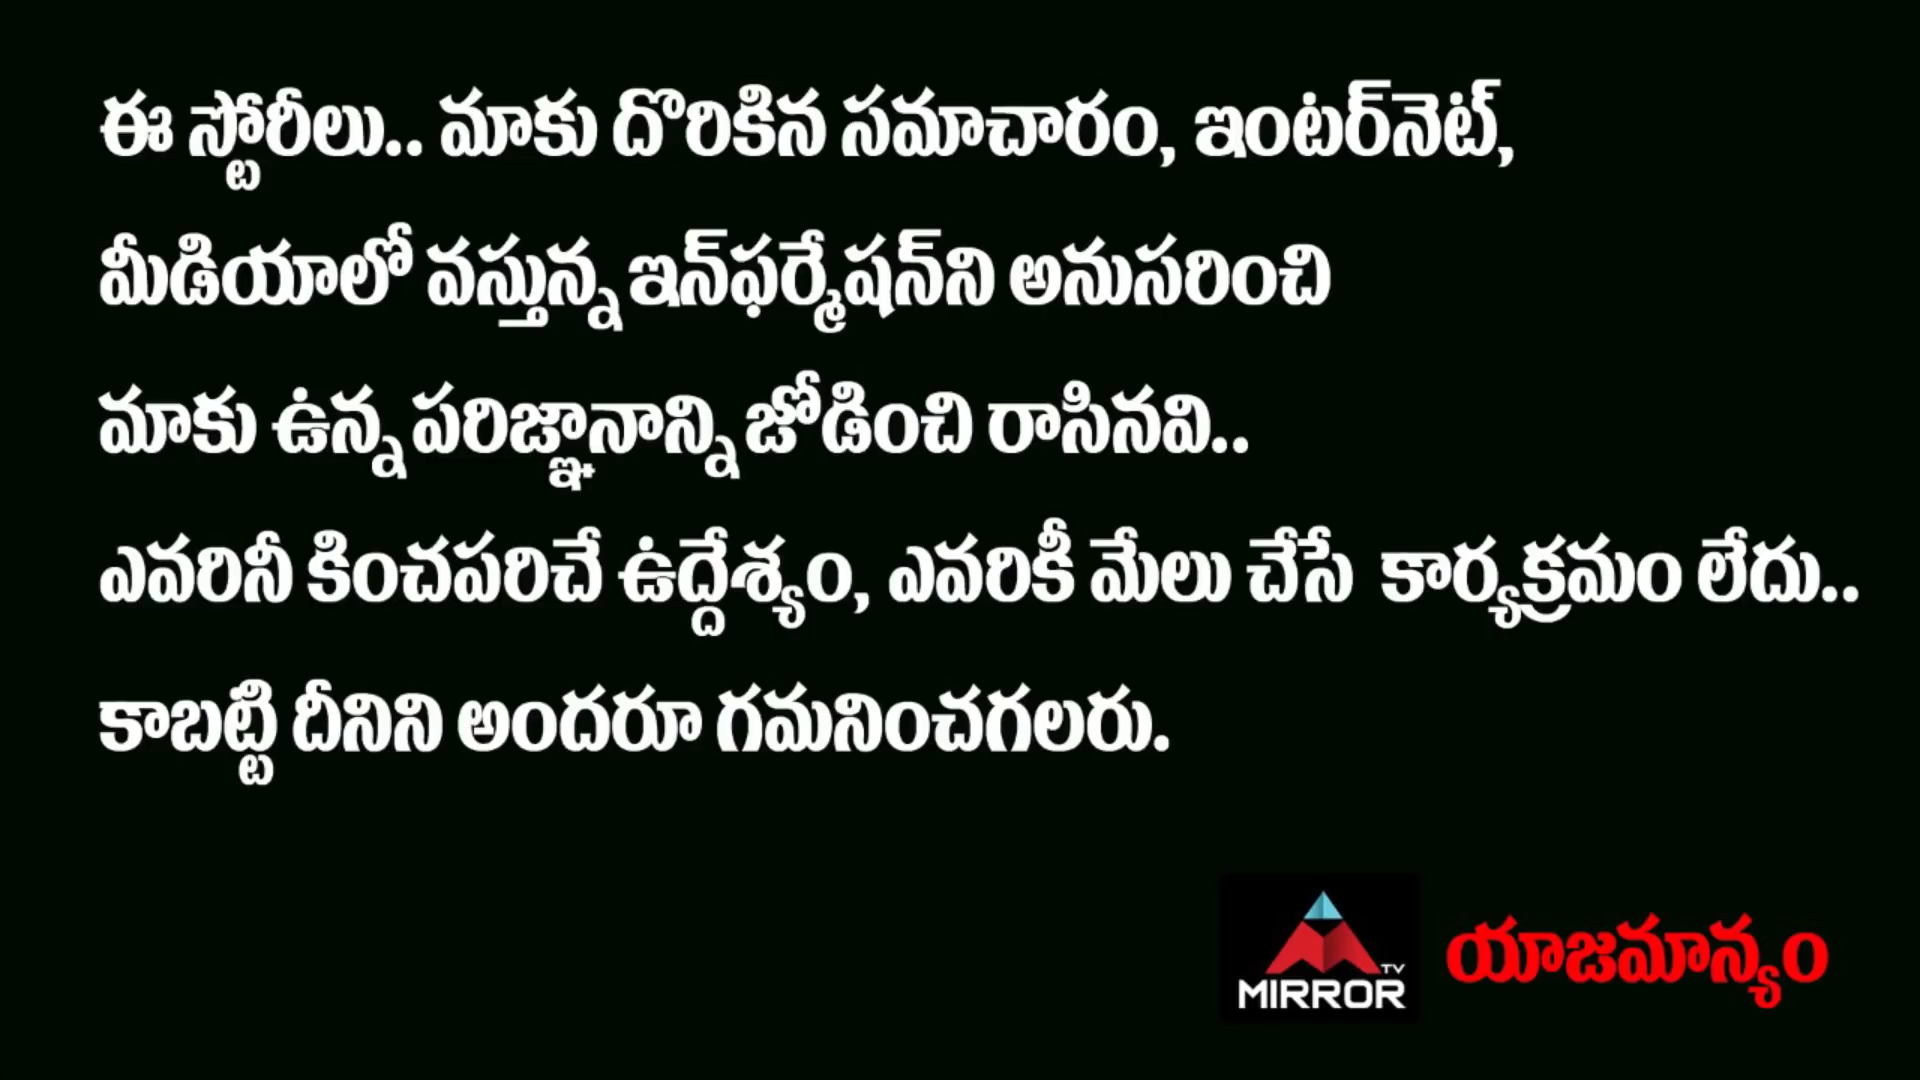 ఈ స్టోరీలు.. మాకు దొరికిన సమాచారం, ఇంటర్‌నెట్,
మీడియాలో వస్తున్న ఇన్‌ఫర్మేషన్‌ని అనుసరించి
మాకు ఉన్న పరిజ్ఞానాన్ని జోడించి రాసినవి..
ఎవరినీ కించపరిచే ఉద్దేశ్యం, ఎవరికీ మేలు చేసే కార్యక్రమం లేదు..
కాబట్టి దీనిని అందరూ గమనించగలరు.
TV
MIRROR
యాజమాన్యం